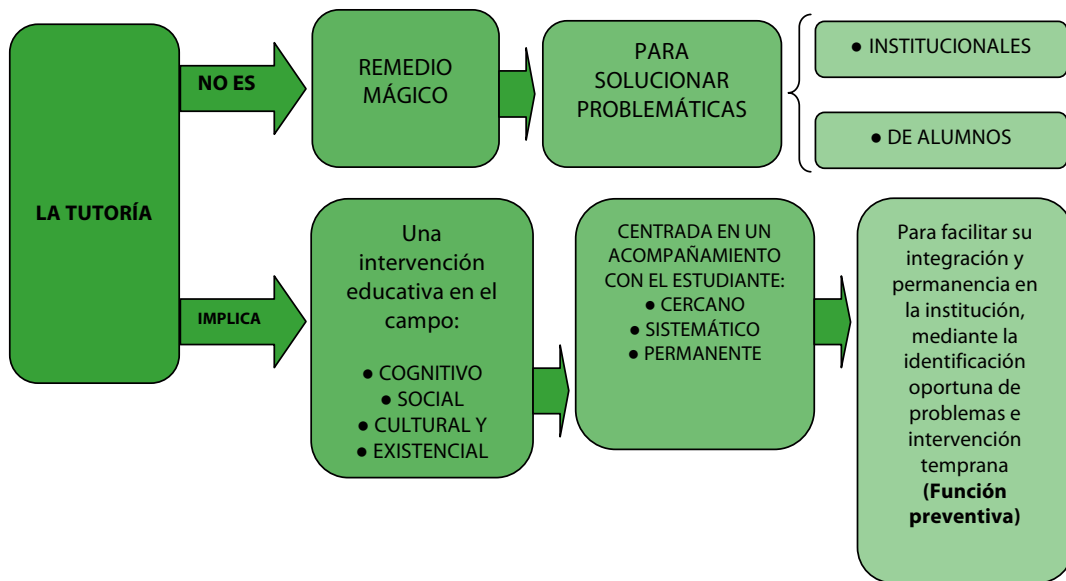 LA TUTORÍA
NO ES
REMEDIO
MÁGICO
PARA
SOLUCIONAR
PROBLEMÁTICAS
● INSTITUCIONALES
● DE ALUMNOS
IMPLICA
Una
intervención
educativa en el
campo:
● COGNITIVO
● SOCIAL
● CULTURAL Y
● EXISTENCIAL
CENTRADA EN UN
ACOMPAÑAMIENTO
CON EL ESTUDIANTE:
● CERCANO
● SISTEMÁTICO
● PERMANENTE
Para facilitar su
integración y
permanencia en
la institución,
mediante la
identificación
oportuna de
problemas e
intervención
temprana
(Función
preventiva)